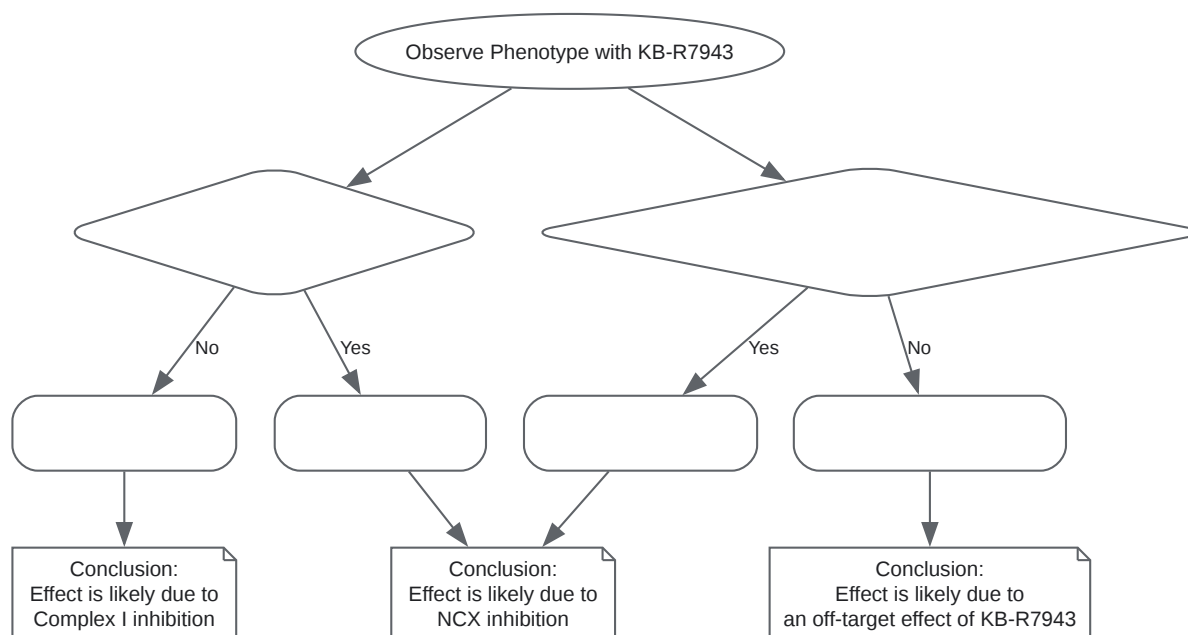 Observe Phenotype with KB-R7943
No
Yes
Yes
No
Conclusion:
Effect is likely due to
Complex I inhibition
Conclusion:
Effect is likely due to
NCX inhibition
Conclusion:
Effect is likely due to
an off-target effect of KB-R7943